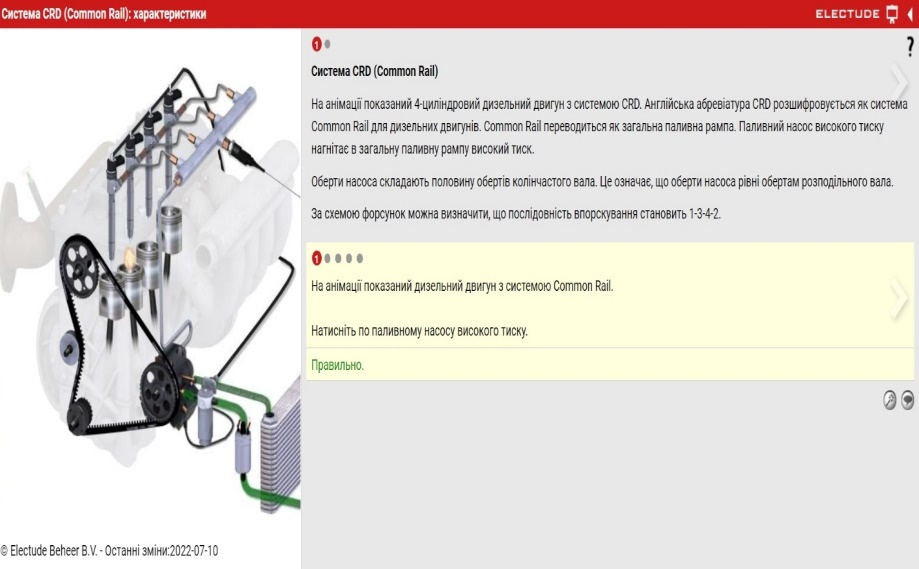 Система CRD (Common Rail): характеристики
ELECTUDE
1
?
Система CRD (Common Rail)
На анімації показаний 4-циліндровий дизельний двигун з системою CRD. Англійська абревіатура CRD розшифровується як система
Common Rail для дизельних двигунів. Common Rail переводиться як загальна паливна рампа. Паливний насос високого тиску
нагнітає в загальну паливну рампу високий тиск.
Оберти насоса складають половину обертів колінчастого вала. Це означає, що оберти насоса рівні обертам розподільного вала.
За схемою форсунок можна визначити, що послідовність впорскування становить 1-3-4-2.
1
На анімації показаний дизельний двигун з системою Common Rail.
Натисніть по паливному насосу високого тиску.
Правильно.
© Electude Beheer B.V. - Останні зміни:2022-07-10